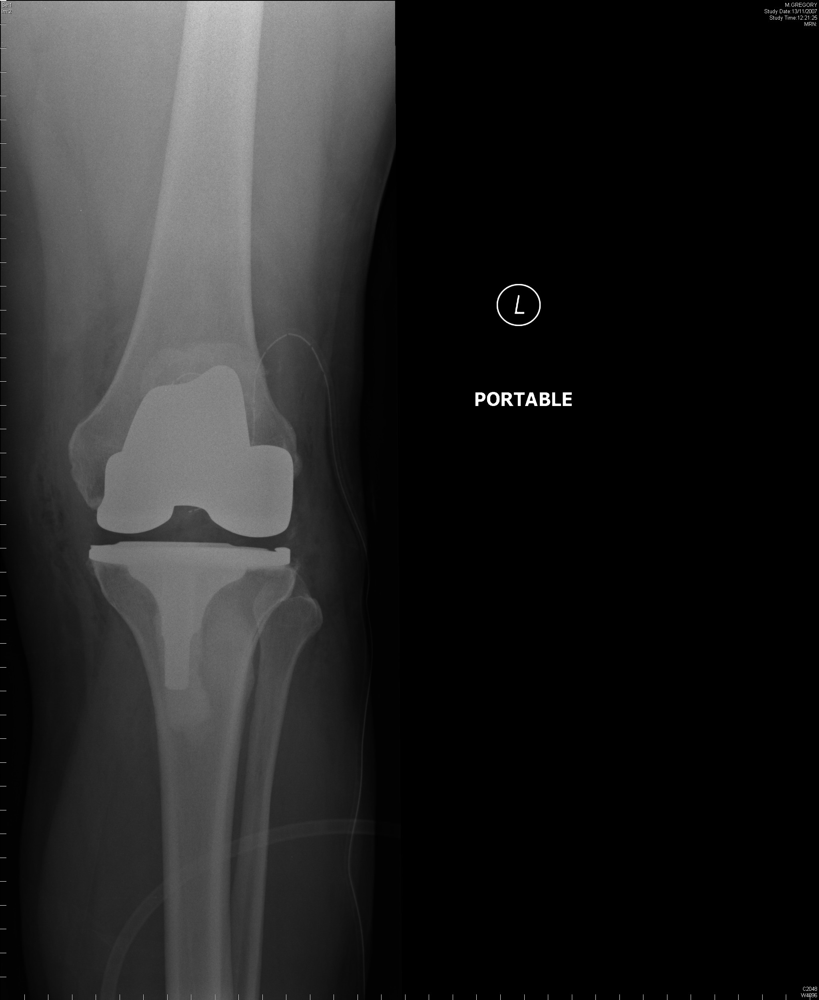 Se:1
Im:2
M.GREGORY
Study Date:13/11/2007
Study Time:12:21:25
MRN:
L
PORTABLE
C2048
W4096